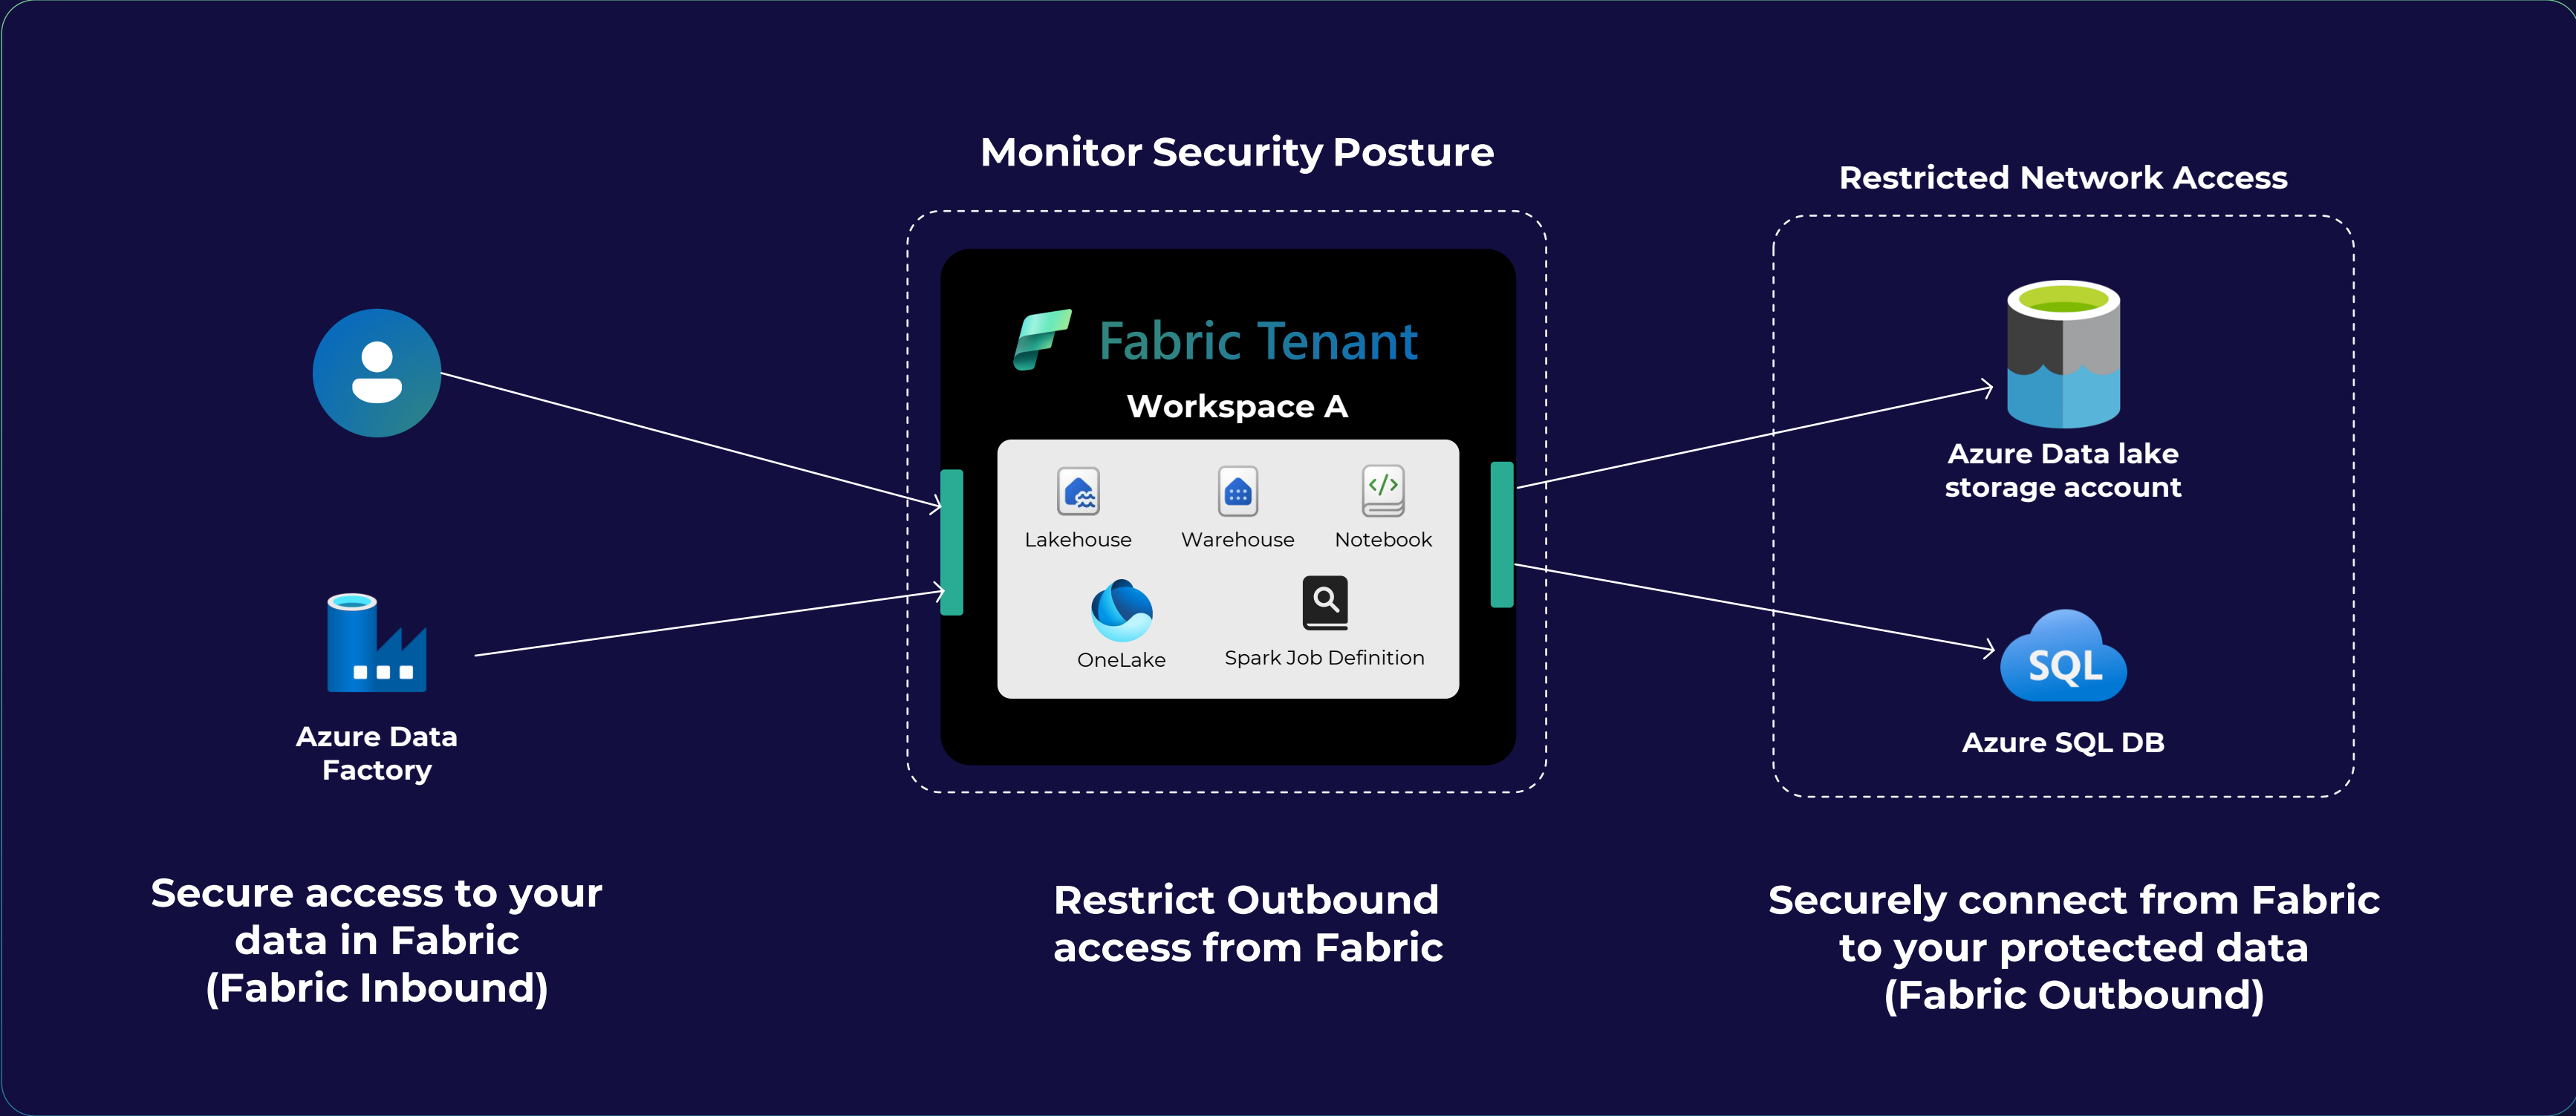 Monitor Security Posture
Restricted Network Access
Fabric Tenant
Workspace A
Lakehouse
Warehouse
Notebook
OneLake
Spark Job Definition
Azure Data
Factory
Azure Data lake
storage account
SQL
Azure SQL DB
Secure access to your
data in Fabric
(Fabric Inbound)
Restrict Outbound
access from Fabric
Securely connect from Fabric
to your protected data
(Fabric Outbound)